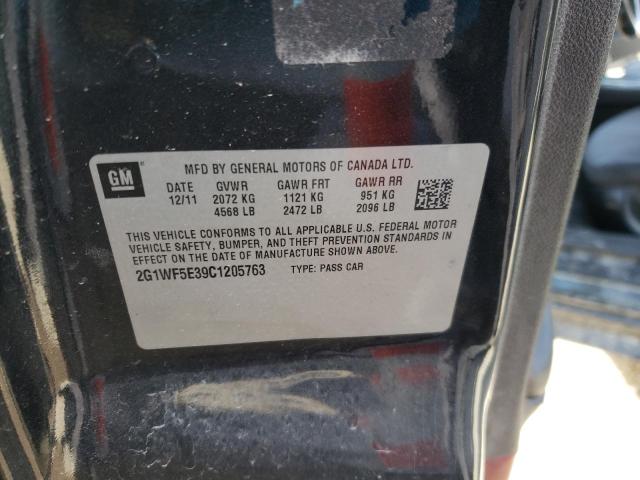 GM
MFD BY GENERAL MOTORS OF CANADA LTD.
DATE GVWR GAWR FRT GAWR RR
12/11 2072 KG 1121 KG 951 KG
4568 LB 2472 LB 2096 LB
THIS VEHICLE CONFORMS TO ALL APPLICABLE U.S. FEDERAL MOTOR
VEHICLE SAFETY, BUMPER, AND THEFT PREVENTION STANDARDS IN
EFFECT ON THE DATE OF MANUFACTURE SHOWN ABOVE.
2G1WF5E39C1205763 TYPE: PASS CAR